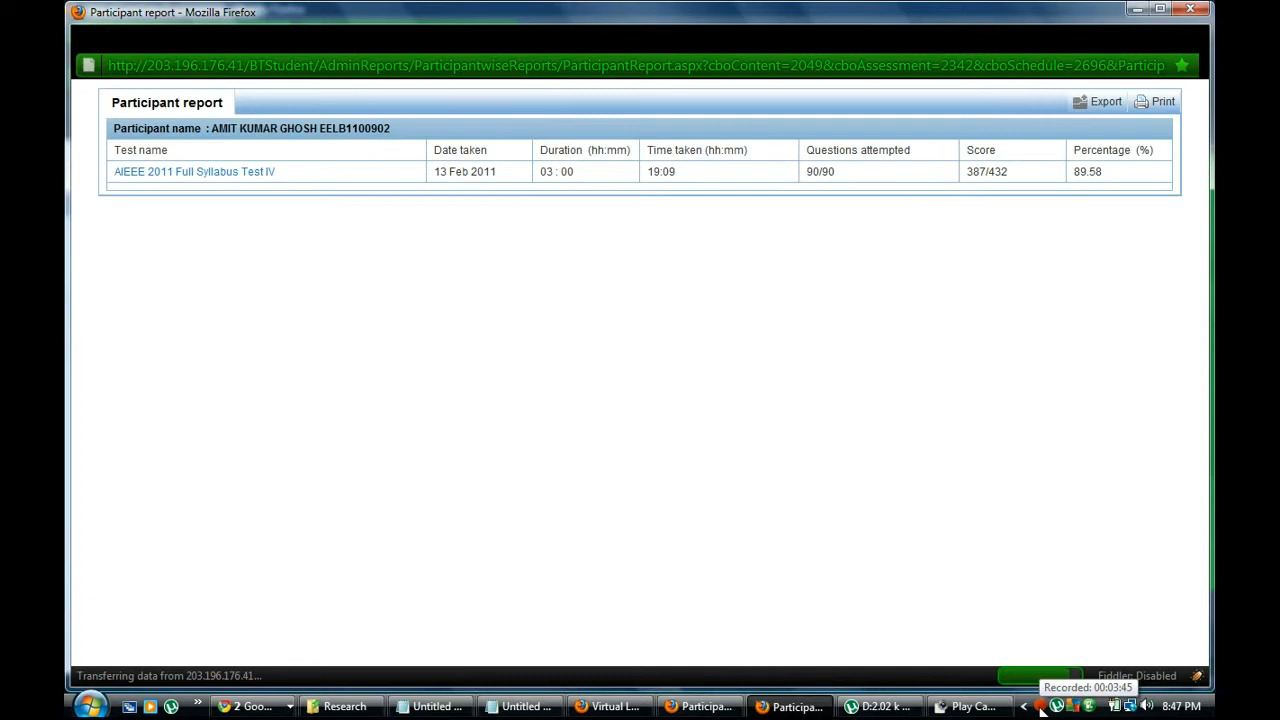 Participant report - Mozilla Firefox
http://203.196.176.41/BTStudent/AdminReports/ParticipantwiseReports/ParticipantReport.aspx?cboContent=2049&cboAssessment=2342&cboSchedule=2696&Particip
Participant report Export Print
Participant name : AMIT KUMAR GHOSH EELB1100902
Test name Date taken Duration (hh:mm) Time taken (hh:mm) Questions attempted Score Percentage (%)
AIEEE 2011 Full Syllabus Test IV 13 Feb 2011 03 : 00 19:09 90/90 387/432 89.58
Transferring data from 203.196.176.41... Fiddler: Disabled
Recorded: 00:03:45
2 Goo... Research Untitled ... Untitled ... Virtual L... Participa... Participa... D:2.02 k ... Play Ca... 8:47 PM